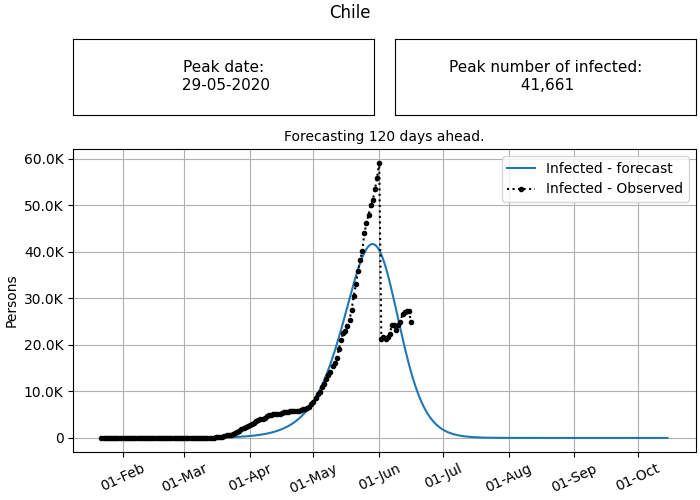 Chile
Peak date:
29-05-2020
Peak number of infected:
41,661
Forecasting 120 days ahead.
Infected - forecast
Infected - Observed
Persons
60.0K
50.0K
40.0K
30.0K
20.0K
10.0K
0
01-Feb
01-Mar
01-Apr
01-May
01-Jun
01-Jul
01-Aug
01-Sep
01-Oct